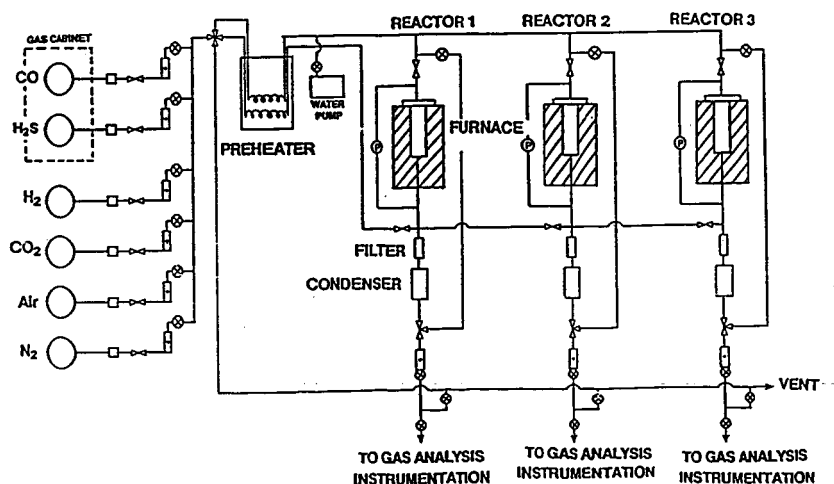 REACTOR 1
REACTOR 2
REACTOR 3
GAS CABINET
CO
H₂S
H₂
CO₂
Air
N₂
WATER
PUMP
PREHEATER
FURNACE
P
P
P
FILTER
CONDENSER
VENT
TO GAS ANALYSIS
INSTRUMENTATION
TO GAS ANALYSIS
INSTRUMENTATION
TO GAS ANALYSIS
INSTRUMENTATION